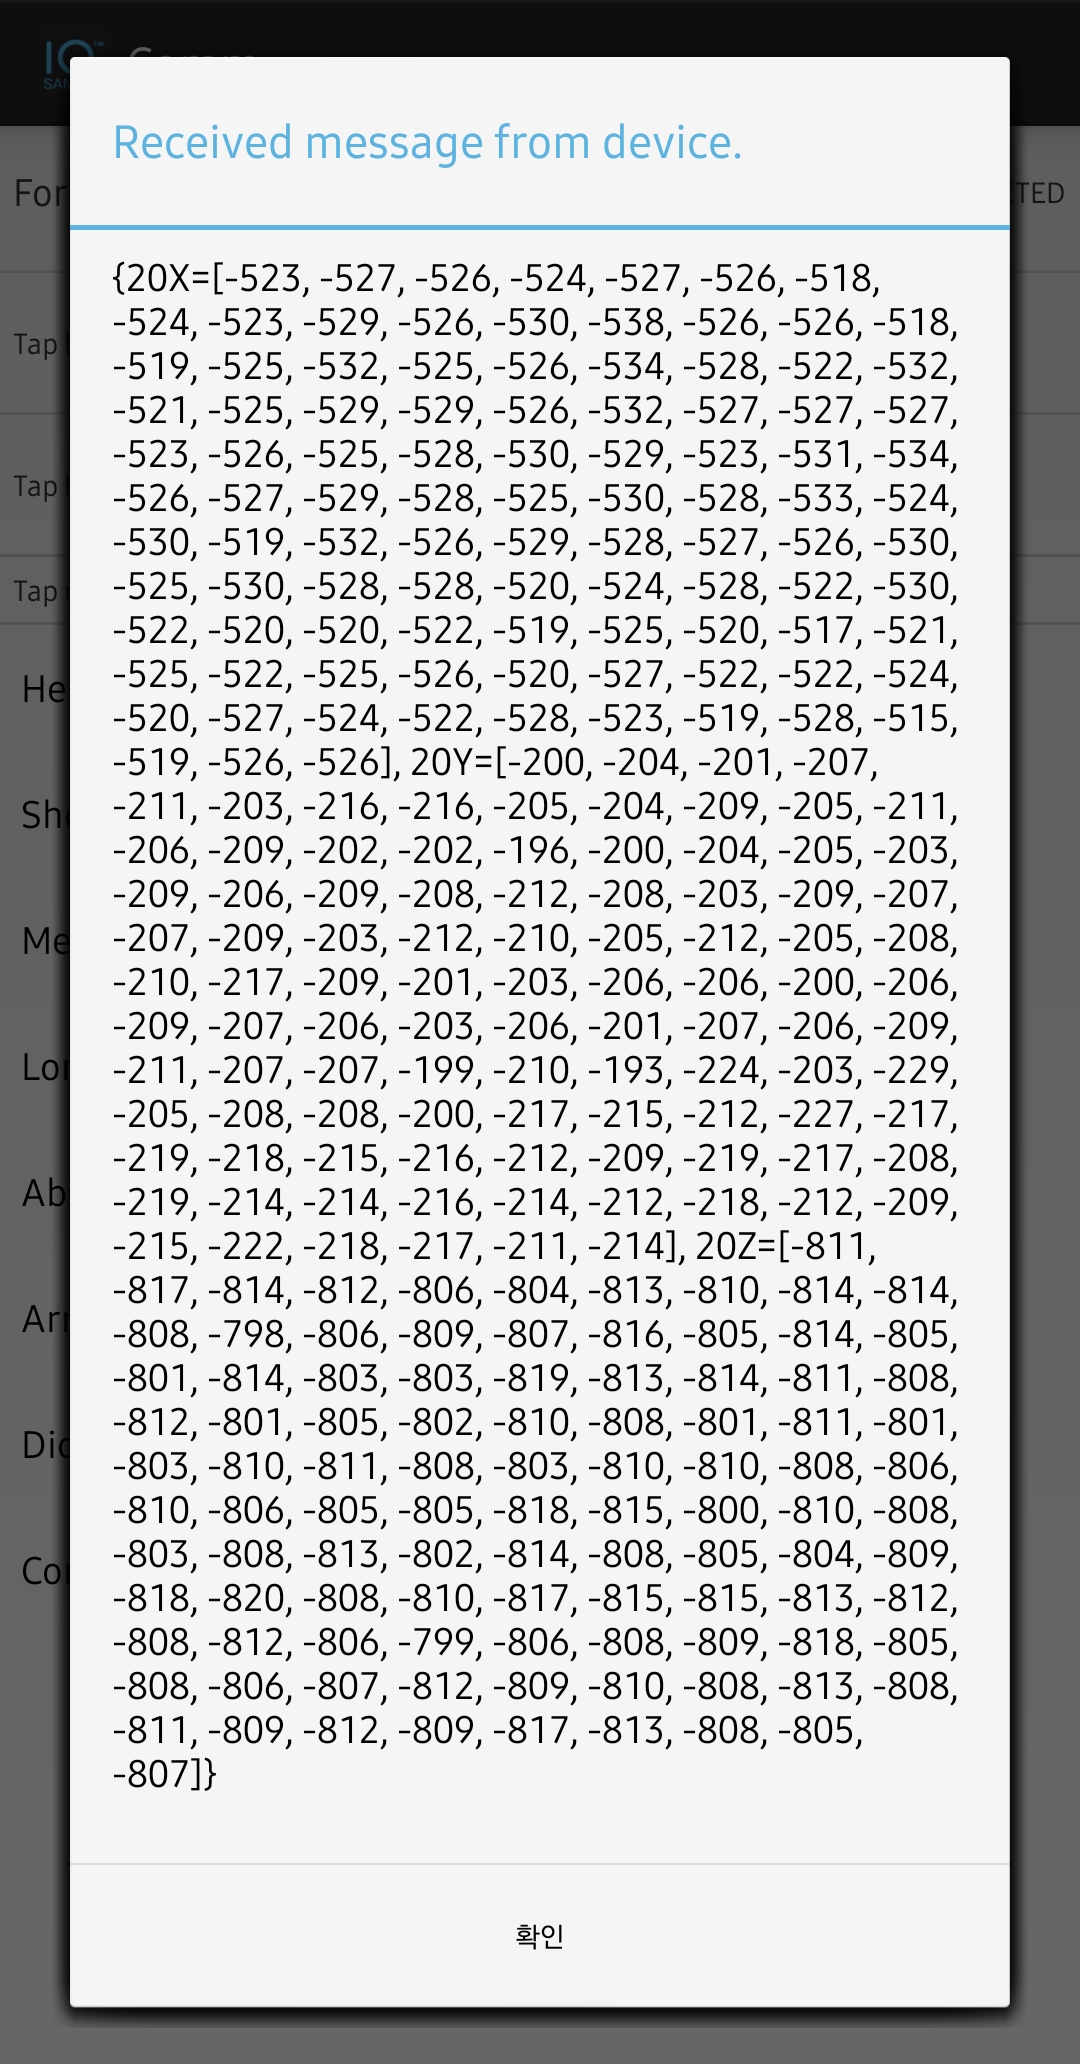 IQ™
For
TED
Tap
Tap
Tap
He
Sh
Me
Lor
Ab
Arr
Dic
Cor
Received message from device.
{20X=[-523, -527, -526, -524, -527, -526, -518,
-524, -523, -529, -526, -530, -538, -526, -526, -518,
-519, -525, -532, -525, -526, -534, -528, -522, -532,
-521, -525, -529, -529, -526, -532, -527, -527, -527,
-523, -526, -525, -528, -530, -529, -523, -531, -534,
-526, -527, -529, -528, -525, -530, -528, -533, -524,
-530, -519, -532, -526, -529, -528, -527, -526, -530,
-525, -530, -528, -528, -520, -524, -528, -522, -530,
-522, -520, -520, -522, -519, -525, -520, -517, -521,
-525, -522, -525, -526, -520, -527, -522, -522, -524,
-520, -527, -524, -522, -528, -523, -519, -528, -515,
-519, -526, -526], 20Y=[-200, -204, -201, -207,
-211, -203, -216, -216, -205, -204, -209, -205, -211,
-206, -209, -202, -202, -196, -200, -204, -205, -203,
-209, -206, -209, -208, -212, -208, -203, -209, -207,
-207, -209, -203, -212, -210, -205, -212, -205, -208,
-210, -217, -209, -201, -203, -206, -206, -200, -206,
-209, -207, -206, -203, -206, -201, -207, -206, -209,
-211, -207, -207, -199, -210, -193, -224, -203, -229,
-205, -208, -208, -200, -217, -215, -212, -227, -217,
-219, -218, -215, -216, -212, -209, -219, -217, -208,
-219, -214, -214, -216, -214, -212, -218, -212, -209,
-215, -222, -218, -217, -211, -214], 20Z=[-811,
-817, -814, -812, -806, -804, -813, -810, -814, -814,
-808, -798, -806, -809, -807, -816, -805, -814, -805,
-801, -814, -803, -803, -819, -813, -814, -811, -808,
-812, -801, -805, -802, -810, -808, -801, -811, -801,
-803, -810, -811, -808, -803, -810, -810, -808, -806,
-810, -806, -805, -805, -818, -815, -800, -810, -808,
-803, -808, -813, -802, -814, -808, -805, -804, -809,
-818, -820, -808, -810, -817, -815, -815, -813, -812,
-808, -812, -806, -799, -806, -808, -809, -818, -805,
-808, -806, -807, -812, -809, -810, -808, -813, -808,
-811, -809, -812, -809, -817, -813, -808, -805,
-807]}
확인